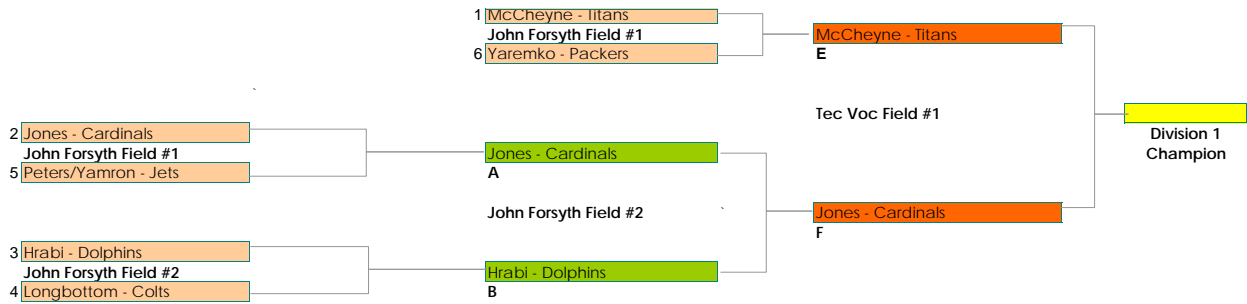 1 McCheyne - Titans
John Forsyth Field #1
6 Yaremko - Packers
McCheyne - Titans
E
Tec Voc Field #1
Division 1
Champion
2 Jones - Cardinals
John Forsyth Field #1
5 Peters/Yamron - Jets
Jones - Cardinals
A
John Forsyth Field #2
Jones - Cardinals
F
3 Hrabi - Dolphins
John Forsyth Field #2
4 Longbottom - Colts
Hrabi - Dolphins
B